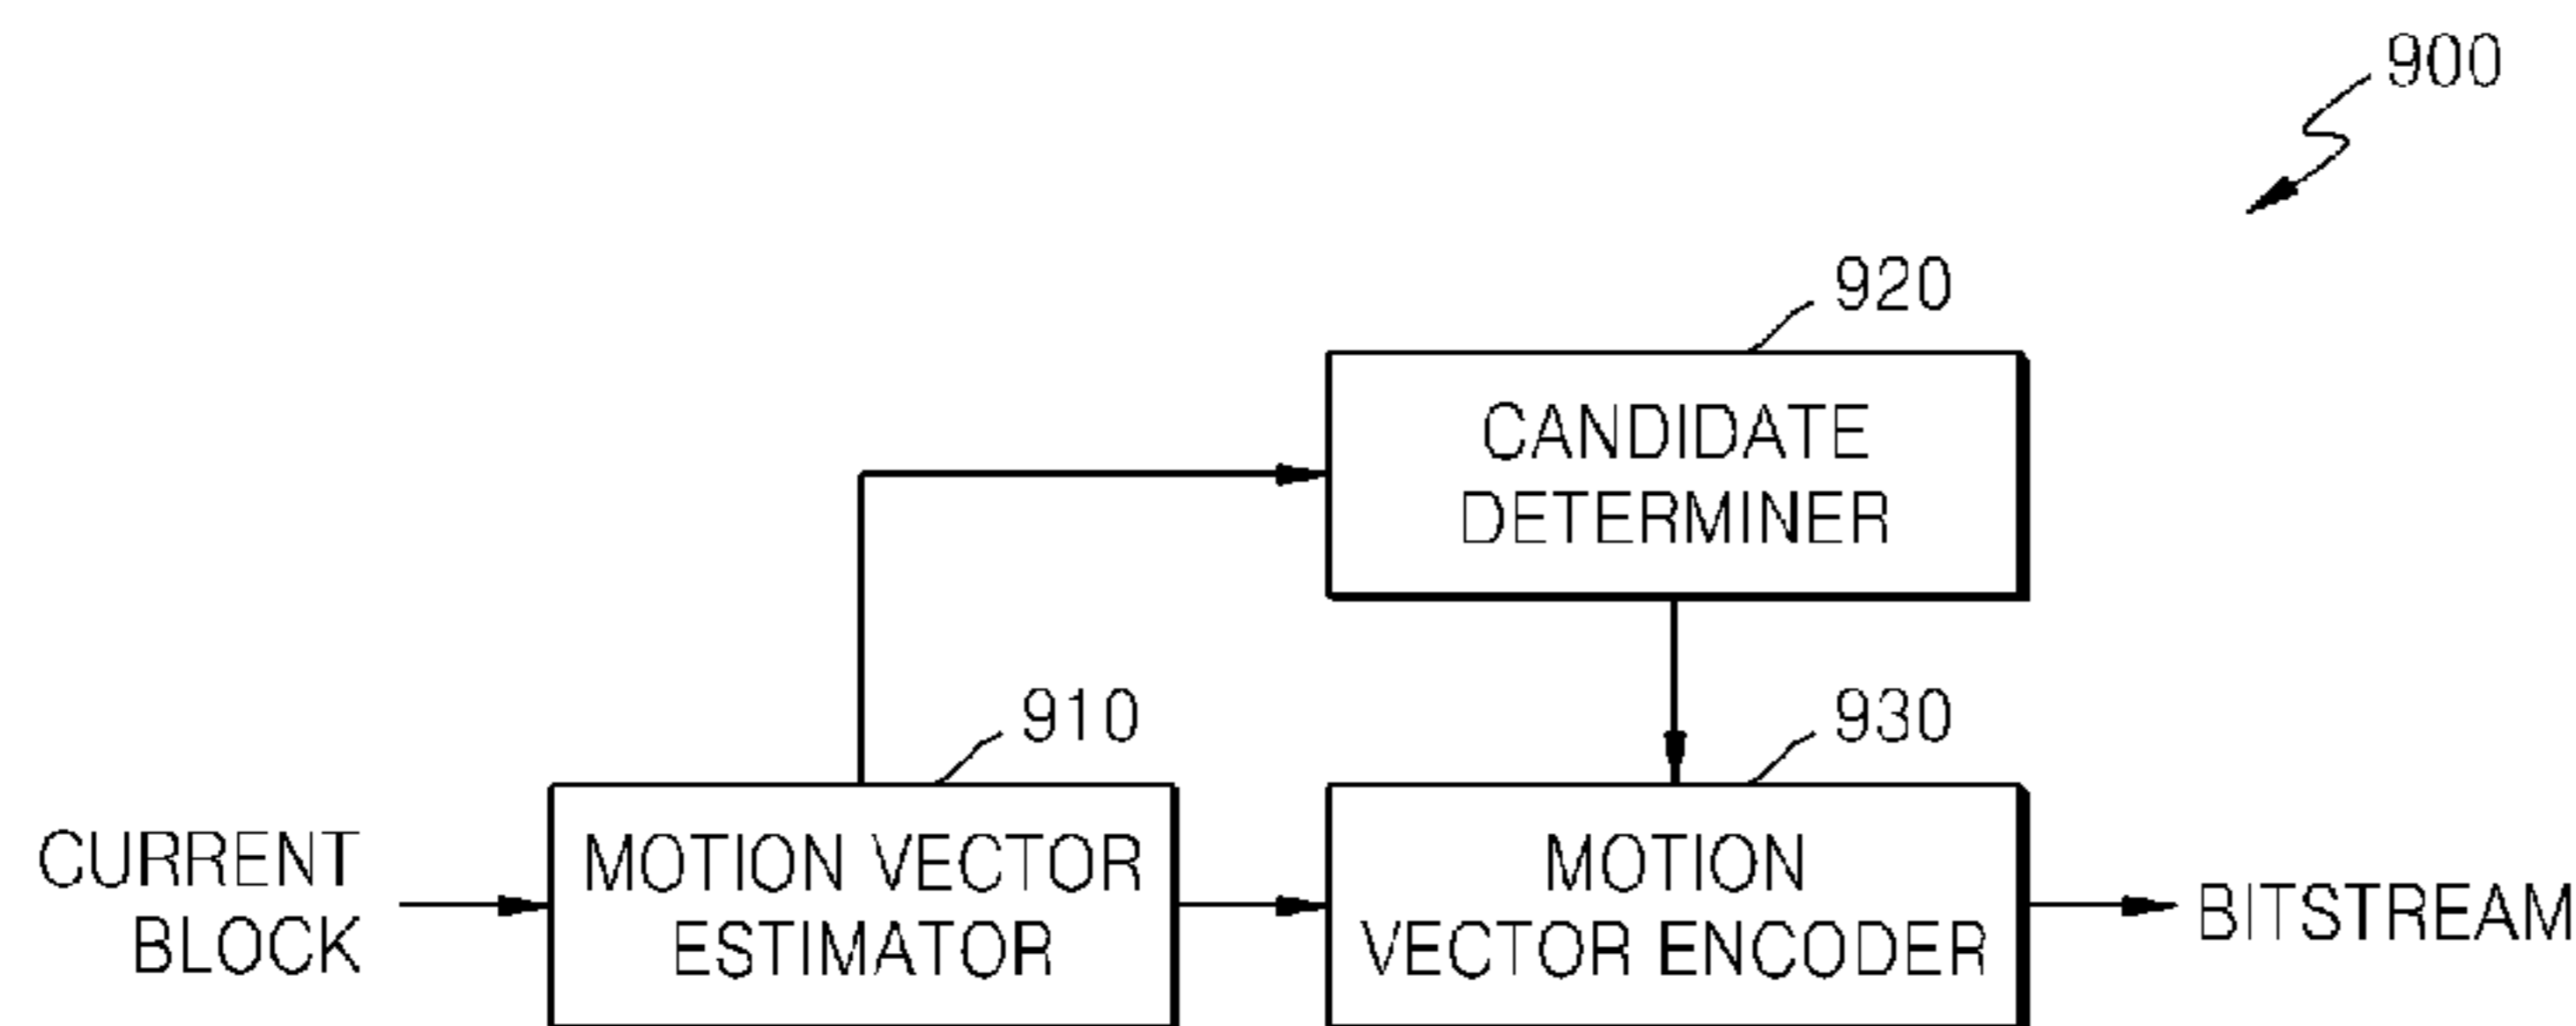 900
920
CANDIDATE
DETERMINER
910
930
CURRENT
BLOCK
MOTION VECTOR
ESTIMATOR
MOTION
VECTOR ENCODER
BITSTREAM